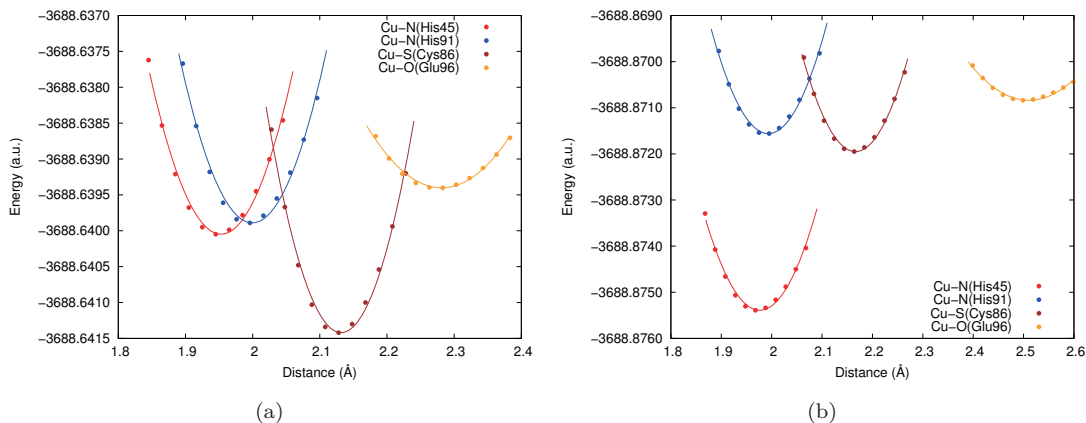 −3688.6370
−3688.6375
−3688.6380
−3688.6385
−3688.6390
−3688.6395
−3688.6400
−3688.6405
−3688.6410
−3688.6415
Energy (a.u.)
Cu−N(His45)
Cu−N(His91)
Cu−S(Cys86)
Cu−O(Glu96)
1.8 1.9 2 2.1 2.2 2.3 2.4
Distance (Å)
(a)
−3688.8690
−3688.8700
−3688.8710
−3688.8720
−3688.8730
−3688.8740
−3688.8750
−3688.8760
Energy (a.u.)
Cu−N(His45)
Cu−N(His91)
Cu−S(Cys86)
Cu−O(Glu96)
1.8 1.9 2 2.1 2.2 2.3 2.4 2.5 2.6
Distance (Å)
(b)